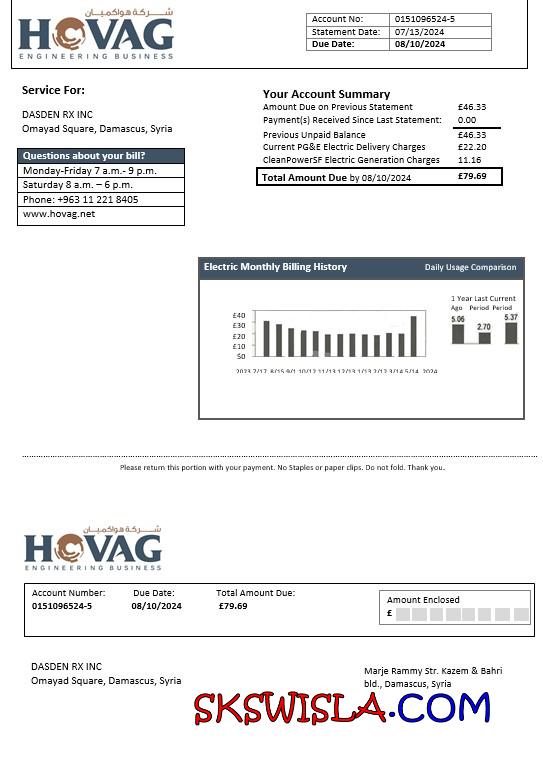 شركة هواكميان
HOVAG
ENGINEERING BUSINESS
Account No: 0151096524-5
Statement Date: 07/13/2024
Due Date: 08/10/2024
Service For:
DASDEN RX INC
Omayad Square, Damascus, Syria
Questions about your bill?
Monday-Friday 7 a.m.- 9 p.m.
Saturday 8 a.m. – 6 p.m.
Phone: +963 11 221 8405
www.hovag.net
Your Account Summary
Amount Due on Previous Statement £46.33
Payment(s) Received Since Last Statement: 0.00
Previous Unpaid Balance £46.33
Current PG&E Electric Delivery Charges £22.20
CleanPowerSF Electric Generation Charges 11.16
Total Amount Due by 08/10/2024 £79.69
Electric Monthly Billing History Daily Usage Comparison
1 Year Last Current
Ago Period Period
5.06 2.70 5.37
£40
£30
£20
£10
$0
2023 7/17 8/15 9/1 10/12 11/13 12/13 1/13 2/12 3/14 5/14 2024
Please return this portion with your payment. No Staples or paper clips. Do not fold. Thank you.
شركة هواكميان
HOVAG
ENGINEERING BUSINESS
Account Number: Due Date: Total Amount Due:
0151096524-5 08/10/2024 £79.69
Amount Enclosed
£
DASDEN RX INC
Omayad Square, Damascus, Syria
Marje Rammy Str. Kazem & Bahri
bld., Damascus, Syria
SKSWISLA.COM